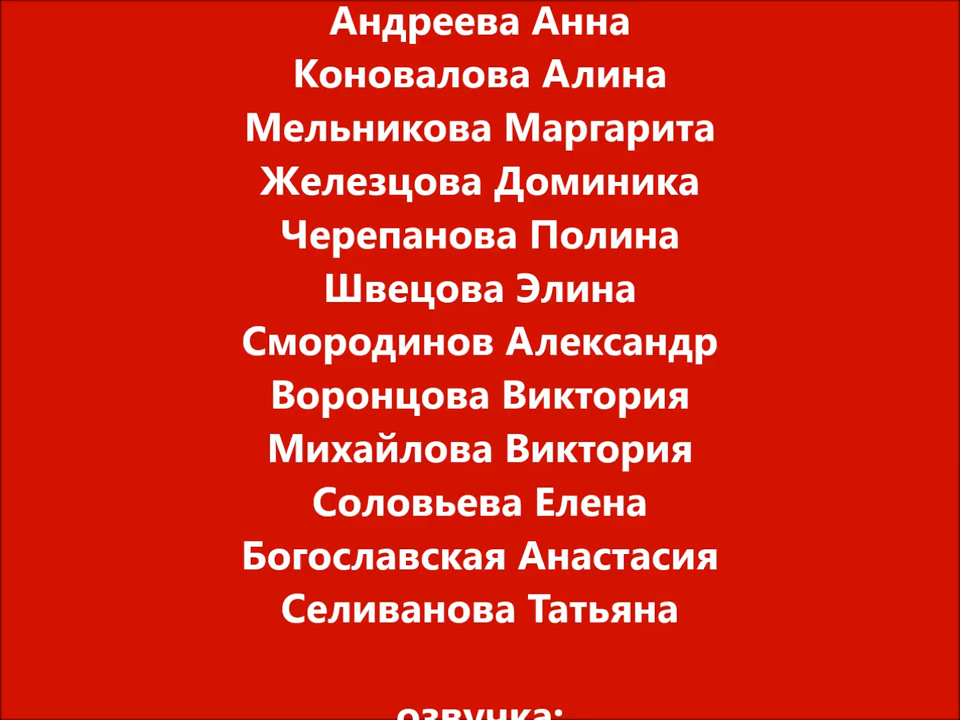 Андреева Анна
Коновалова Алина
Мельникова Маргарита
Железцова Доминика
Черепанова Полина
Швецова Элина
Смородинов Александр
Воронцова Виктория
Михайлова Виктория
Соловьева Елена
Богославская Анастасия
Селиванова Татьяна
озвучка: